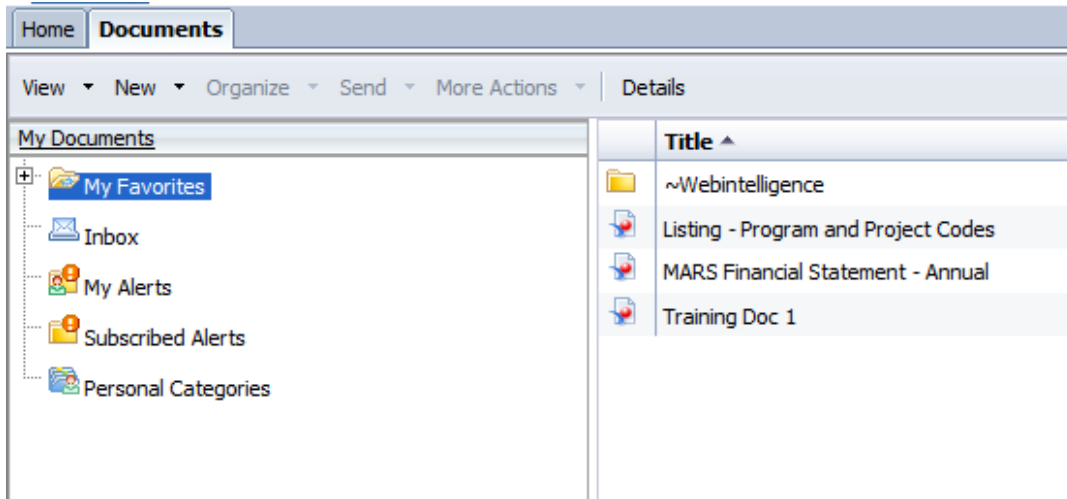 Home Documents
View New Organize Send More Actions Details
My Documents
My Favorites
Inbox
My Alerts
Subscribed Alerts
Personal Categories
Title
~Webintelligence
Listing - Program and Project Codes
MARS Financial Statement - Annual
Training Doc 1